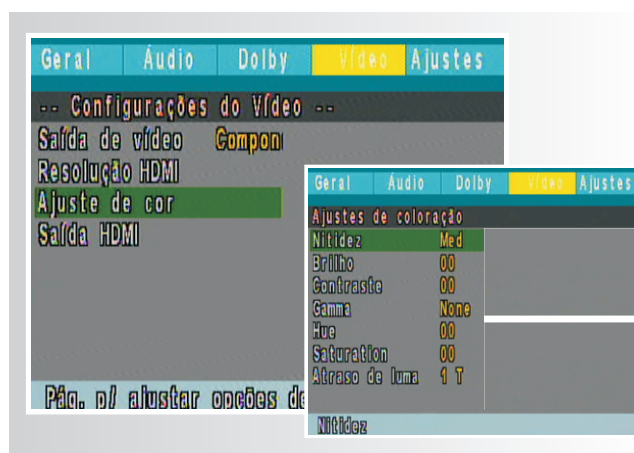 Geral Áudio Dolby Vídeo Ajustes
-- Configurações do Vídeo --
Saída de vídeo Compon
Resolução HDMI
Ajuste de cor
Saída HDMI
Pág. p/ ajustar opções de
Geral Áudio Dolby Vídeo Ajustes
Ajustes de coloração
Nitidez Med
Brilho 00
Contraste 00
Gamma None
Hue 00
Saturation 00
Atraso de luma 1 T
Nitidez